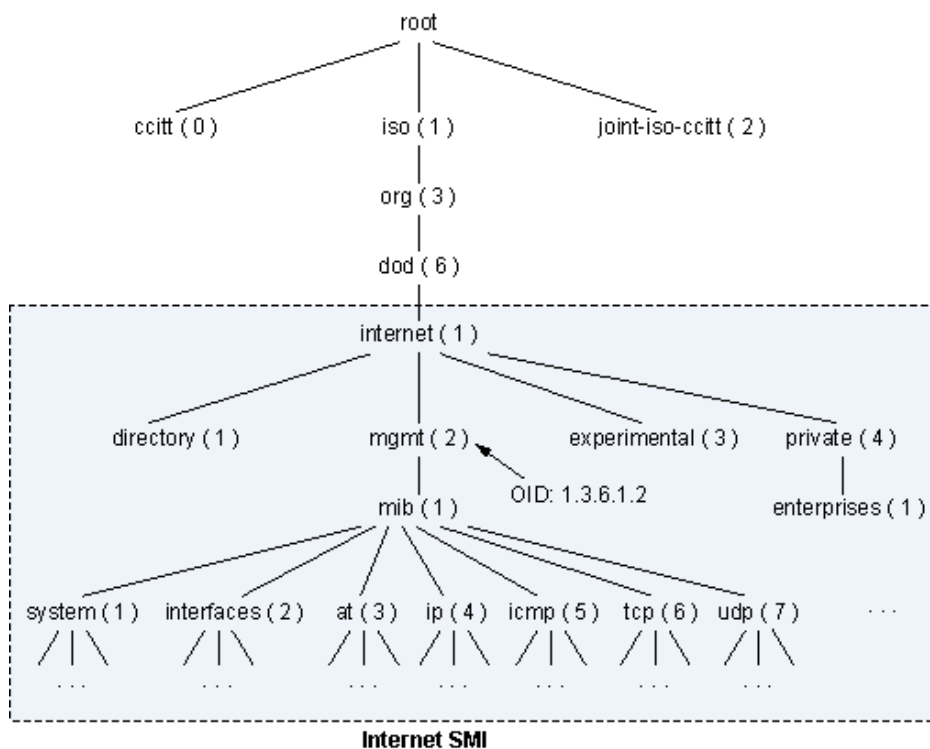 root
ccitt ( 0 ) iso ( 1 ) joint-iso-ccitt ( 2 )
org ( 3 )
dod ( 6 )
internet ( 1 )
directory ( 1 ) mgmt ( 2 ) experimental ( 3 ) private ( 4 )
OID: 1.3.6.1.2
mib ( 1 ) enterprises ( 1 )
system ( 1 ) interfaces ( 2 ) at ( 3 ) ip ( 4 ) icmp ( 5 ) tcp ( 6 ) udp ( 7 ) . . .
. . . . . . . . . . . . . . . . . . . . .
Internet SMI